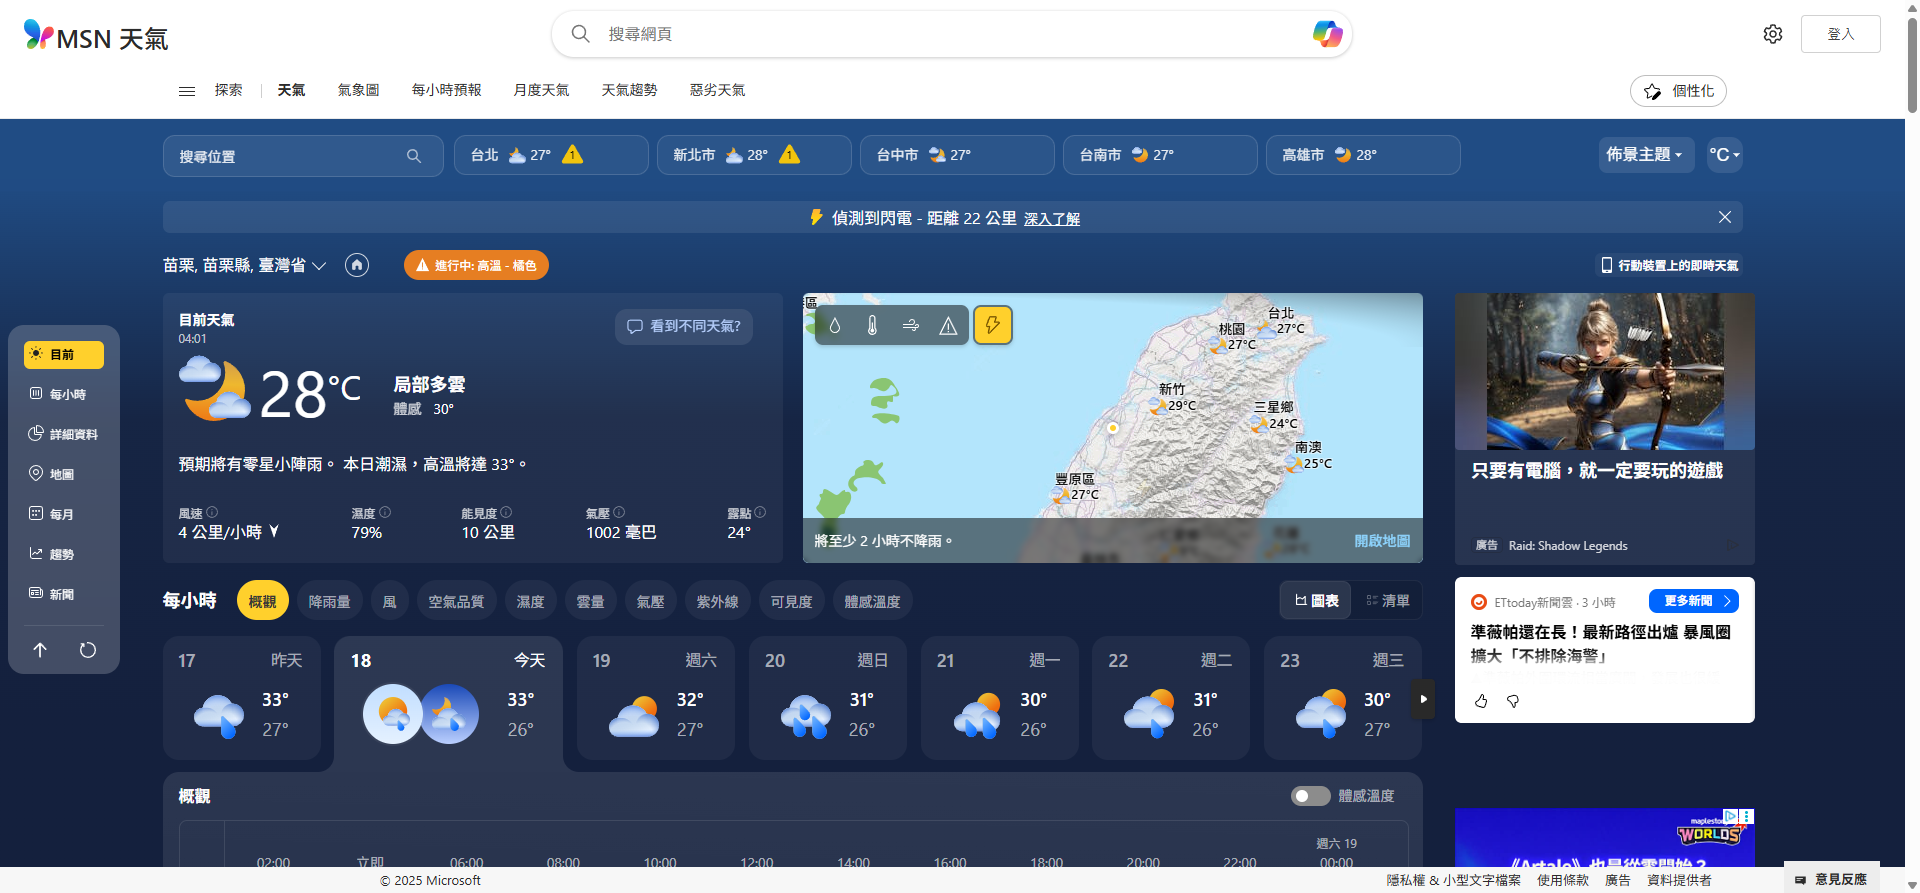 MSN 天氣
搜尋網頁
登入
探索
天氣
氣象圖
每小時預報
月度天氣
天氣趨勢
惡劣天氣
個性化
搜尋位置
台北 27° 1
新北市 28° 1
台中市 27°
台南市 27°
高雄市 28°
佈景主題
°C
偵測到閃電 - 距離 22 公里 深入了解
苗栗, 苗栗縣, 臺灣省
進行中: 高溫 - 橘色
行動裝置上的即時天氣
目前
每小時
詳細資料
地圖
每月
趨勢
新聞
目前天氣
04:01
看到不同天氣?
28°C
局部多雲
體感 30°
預期將有零星小陣雨。 本日潮濕，高溫將達 33°。
風速
4 公里/小時
濕度
79%
能見度
10 公里
氣壓
1002 毫巴
露點
24°
台北
27°C
桃園
27°C
新竹
29°C
三星鄉
24°C
南澳
25°C
豐原區
27°C
將至少 2 小時不降雨。
開啟地圖
只要有電腦，就一定要玩的遊戲
廣告 Raid: Shadow Legends
每小時
概觀
降雨量
風
空氣品質
濕度
雲量
氣壓
紫外線
可見度
體感溫度
圖表
清單
ETtoday新聞雲 · 3 小時
更多新聞
準薇帕還在長！最新路徑出爐 暴風圈
擴大「不排除海警」
17 昨天
33°
27°
18 今天
33°
26°
19 週六
32°
27°
20 週日
31°
26°
21 週一
30°
26°
22 週二
31°
26°
23 週三
30°
27°
概觀
體感溫度
週六 19
02:00 立即 06:00 08:00 10:00 12:00 14:00 16:00 18:00 20:00 22:00 00:00
maplestory
WORLDS
《Artale》也最從零開始？
© 2025 Microsoft
隱私權 & 小型文字檔案
使用條款
廣告
資料提供者
意見反應